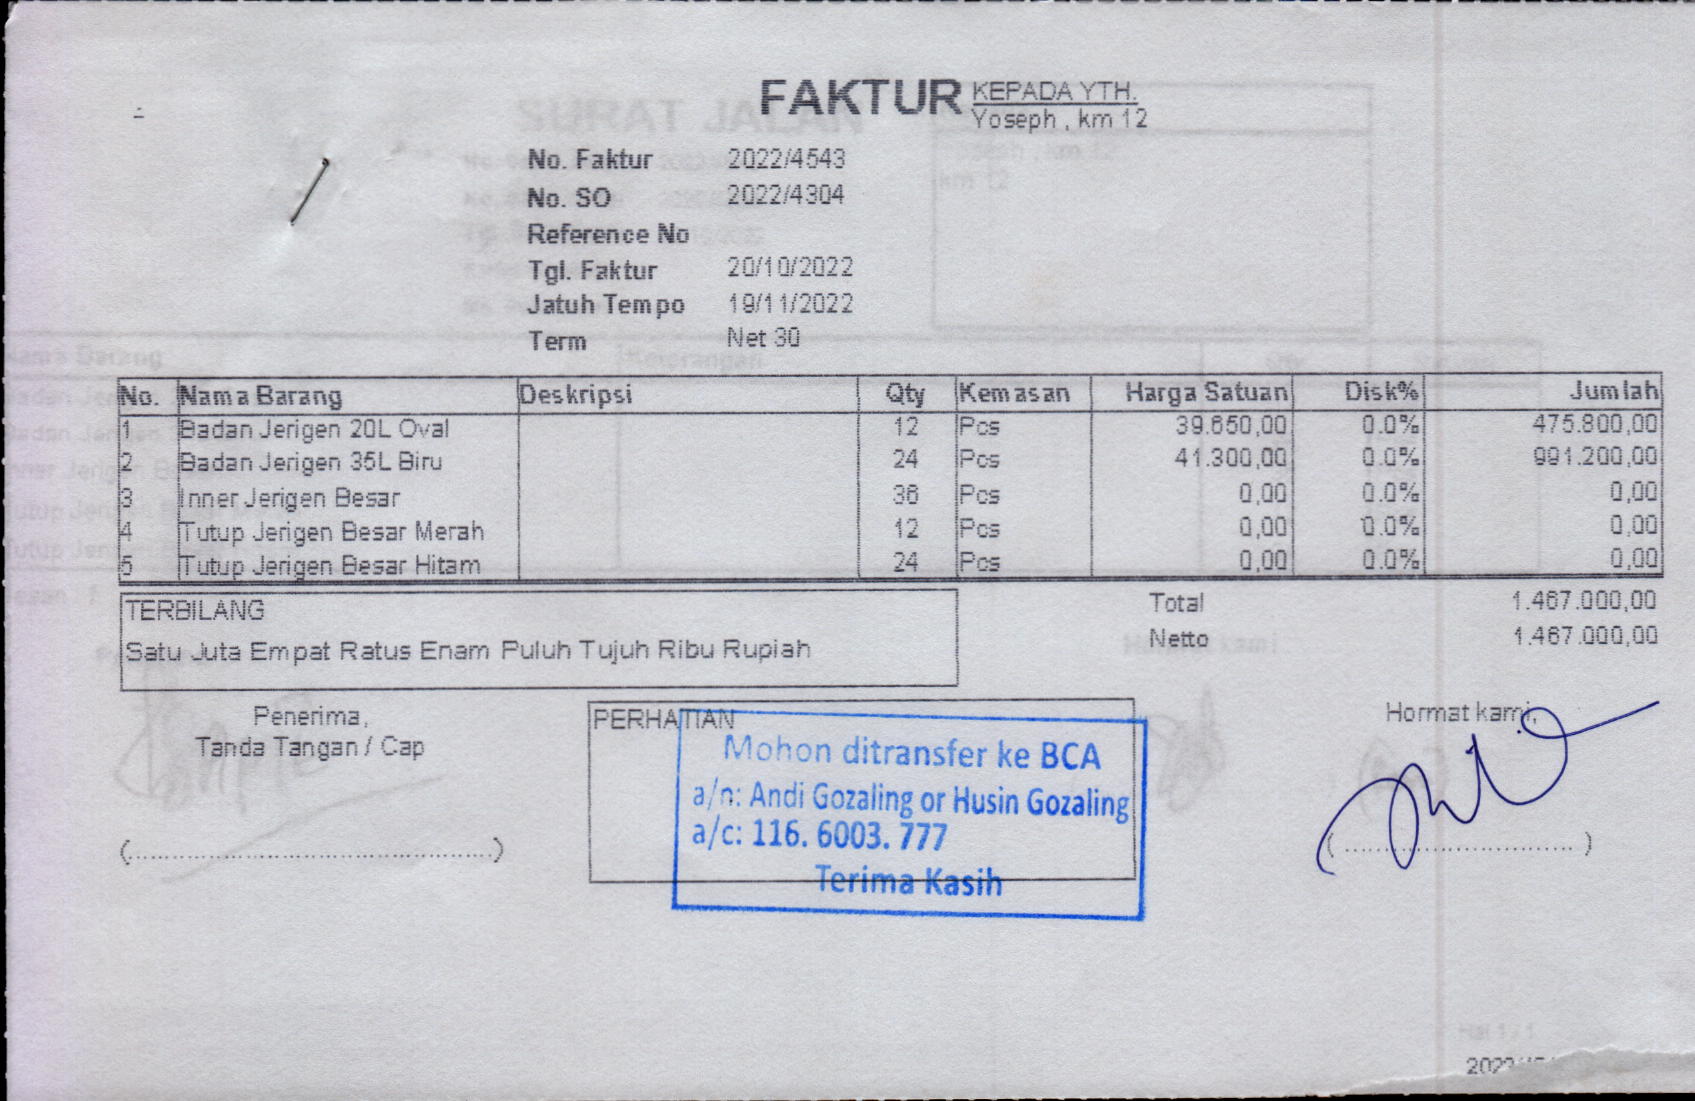 FAKTUR
KEPADA YTH.
Yoseph , km 12
No. Faktur 2022/4543
No. SO 2022/4304
Reference No
Tgl. Faktur 20/10/2022
Jatuh Tempo 19/11/2022
Term Net 30
No. Nama Barang Deskripsi Qty Kemasan Harga Satuan Disk% Jumlah
1 Badan Jerigen 20L Oval 12 Pcs 39.650,00 0.0% 475.800,00
2 Badan Jerigen 35L Biru 24 Pcs 41.300,00 0.0% 991.200,00
3 Inner Jerigen Besar 36 Pcs 0,00 0.0% 0,00
4 Tutup Jerigen Besar Merah 12 Pcs 0,00 0.0% 0,00
5 Tutup Jerigen Besar Hitam 24 Pcs 0,00 0.0% 0,00
TERBILANG
Satu Juta Empat Ratus Enam Puluh Tujuh Ribu Rupiah
Total 1.467.000,00
Netto 1.467.000,00
Penerima,
Tanda Tangan / Cap
PERHATIAN
Mohon ditransfer ke BCA
a/n: Andi Gozaling or Husin Gozaling
a/c: 116. 6003. 777
Terima Kasih
Hormat kami,
(..............................................)
(..............................)
SURAT JALAN
Hal 1 / 1